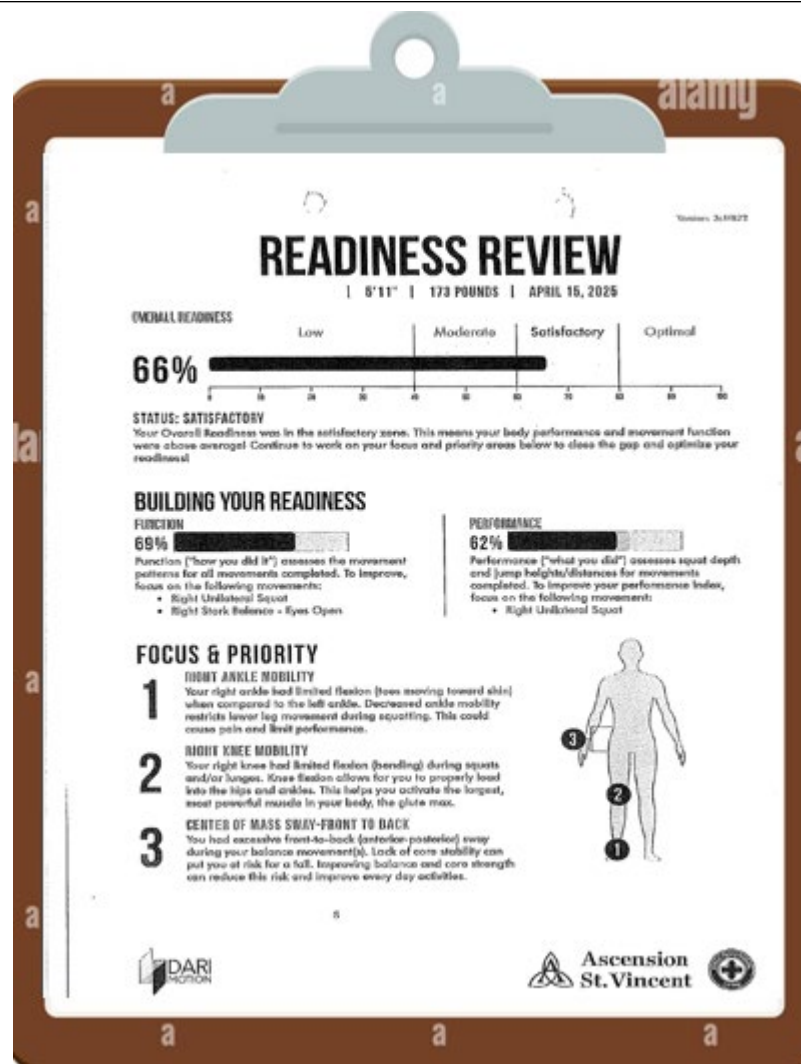 a
a
alamy
a
READINESS REVIEW
| 5'11" | 173 POUNDS | APRIL 15, 2025
OVERALL READINESS
Low
Moderate
Satisfactory
Optimal
66%
0 10 20 30 40 50 60 70 80 90 100
STATUS: SATISFACTORY
Your Overall Readiness was in the satisfactory zone. This means your body performance and movement function
were above average! Continue to work on your focus and priority areas below to close the gap and optimize your
readiness!
la
a
BUILDING YOUR READINESS
FUNCTION
69%
Function ("how you did it") assesses the movement
patterns for all movements completed. To improve,
focus on the following movements:
• Right Unilateral Squat
• Right Stork Balance - Eyes Open
PERFORMANCE
62%
Performance ("what you did") assesses squat depth
and jump heights/distances for movements
completed. To improve your performance index,
focus on the following movement:
• Right Unilateral Squat
FOCUS & PRIORITY
a
1
RIGHT ANKLE MOBILITY
Your right ankle had limited flexion (toes moving toward shin)
when compared to the left ankle. Decreased ankle mobility
restricts lower leg movement during squatting. This could
cause pain and limit performance.
2
RIGHT KNEE MOBILITY
Your right knee had limited flexion (bending) during squats
and/or lunges. Knee flexion allows for you to properly load
into the hips and ankles. This helps you activate the largest,
most powerful muscle in your body, the glute max.
3
CENTER OF MASS SWAY-FRONT TO BACK
You had excessive front-to-back (anterior-posterior) sway
during your balance movement(s). Lack of core stability can
put you at risk for a fall. Improving balance and core strength
can reduce this risk and improve every day activities.
3
2
1
a
DARI
MOTION
Ascension
St. Vincent
a
a
a